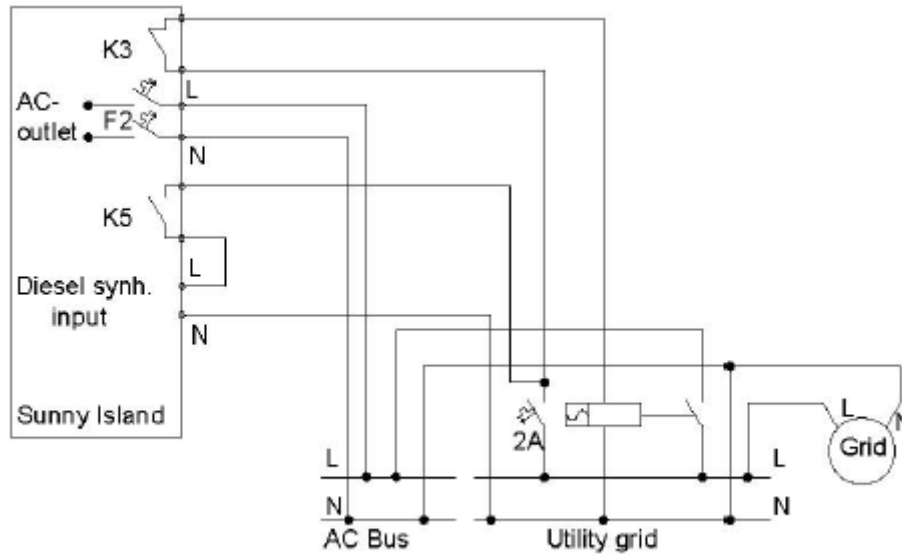 K3
L
AC-
outlet
F2
N
K5
L
Diesel synh.
input
N
Sunny Island
2A
L
N
Grid
L
L
N
N
AC Bus
Utility grid